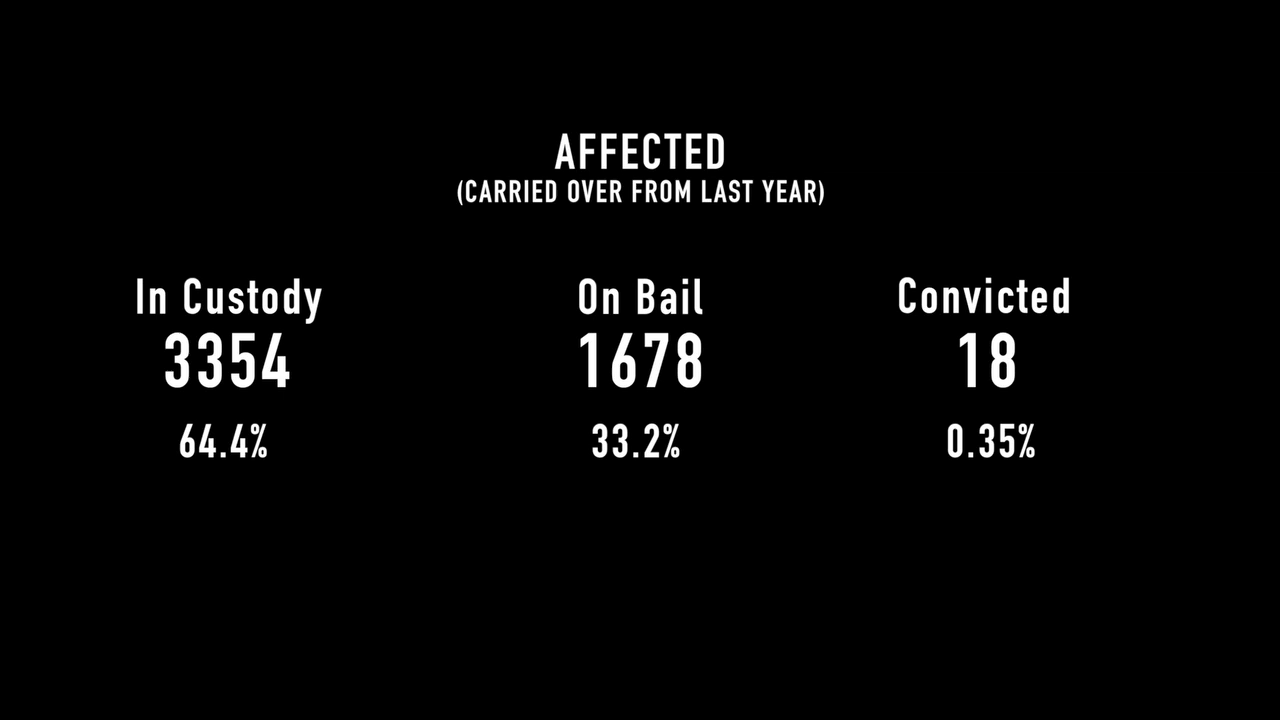 AFFECTED
(CARRIED OVER FROM LAST YEAR)
In Custody
3354
64.4%
On Bail
1678
33.2%
Convicted
18
0.35%